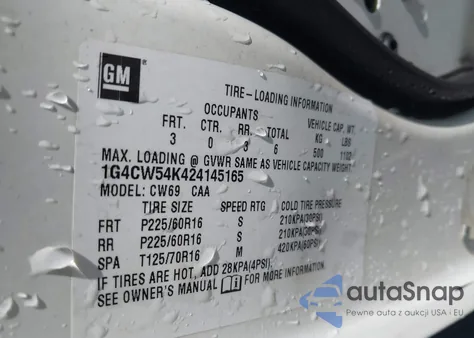 GM
TIRE-LOADING INFORMATION
OCCUPANTS VEHICLE CAP. WT.
FRT. CTR. RR. TOTAL KG LBS
3 0 3 6 500 1103
MAX. LOADING @ GVWR SAME AS VEHICLE CAPACITY WEIGHT.
1G4CW54K424145165
MODEL: CW69 CAA
TIRE SIZE SPEED RTG COLD TIRE PRESSURE
FRT P225/60R16 S 210KPA(30PSI)
RR P225/60R16 S 210KPA(30PSI)
SPA T125/70R16 M 420KPA(60PSI)
IF TIRES ARE HOT, ADD 28KPA(4PSI).
SEE OWNER'S MANUAL FOR MORE INFORMATION.
autoSnap
Pewne auta z aukcji USA i EU